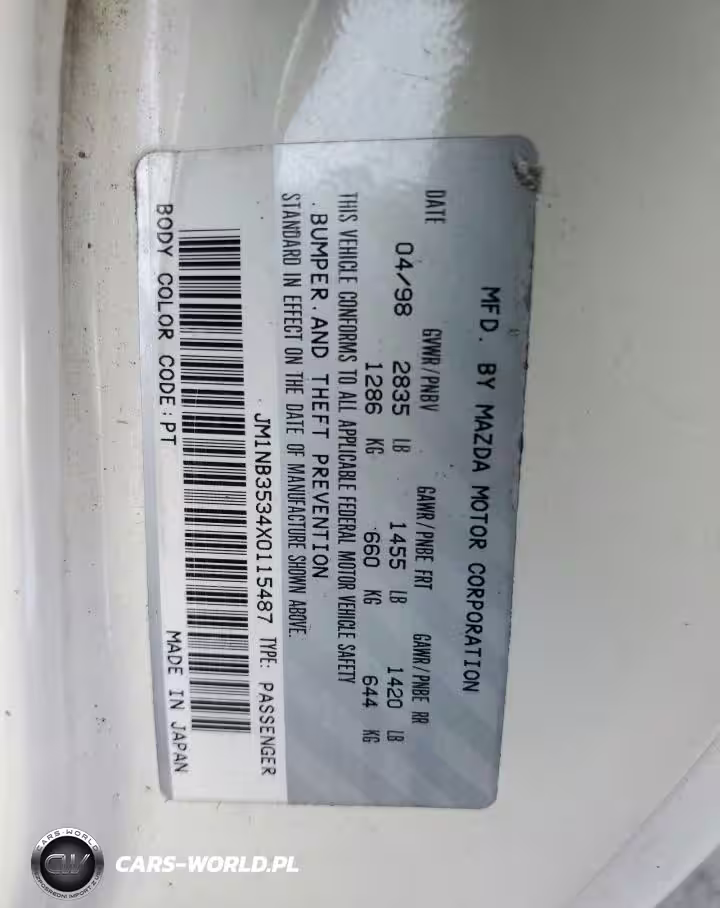 MFD. BY MAZDA MOTOR CORPORATION
DATE GVWR/PNBV GAWR/PNBE FRT GAWR/PNBE RR
04/98 2835 LB 1455 LB 1420 LB
1286 KG 660 KG 644 KG
THIS VEHICLE CONFORMS TO ALL APPLICABLE FEDERAL MOTOR VEHICLE SAFETY
. BUMPER. AND THEFT PREVENTION
STANDARD IN EFFECT ON THE DATE OF MANUFACTURE SHOWN ABOVE.
JM1NB3534X0115487 TYPE: PASSENGER
BODY COLOR CODE:PT MADE IN JAPAN
CARS-WORLD
CW
CARS-WORLD.PL